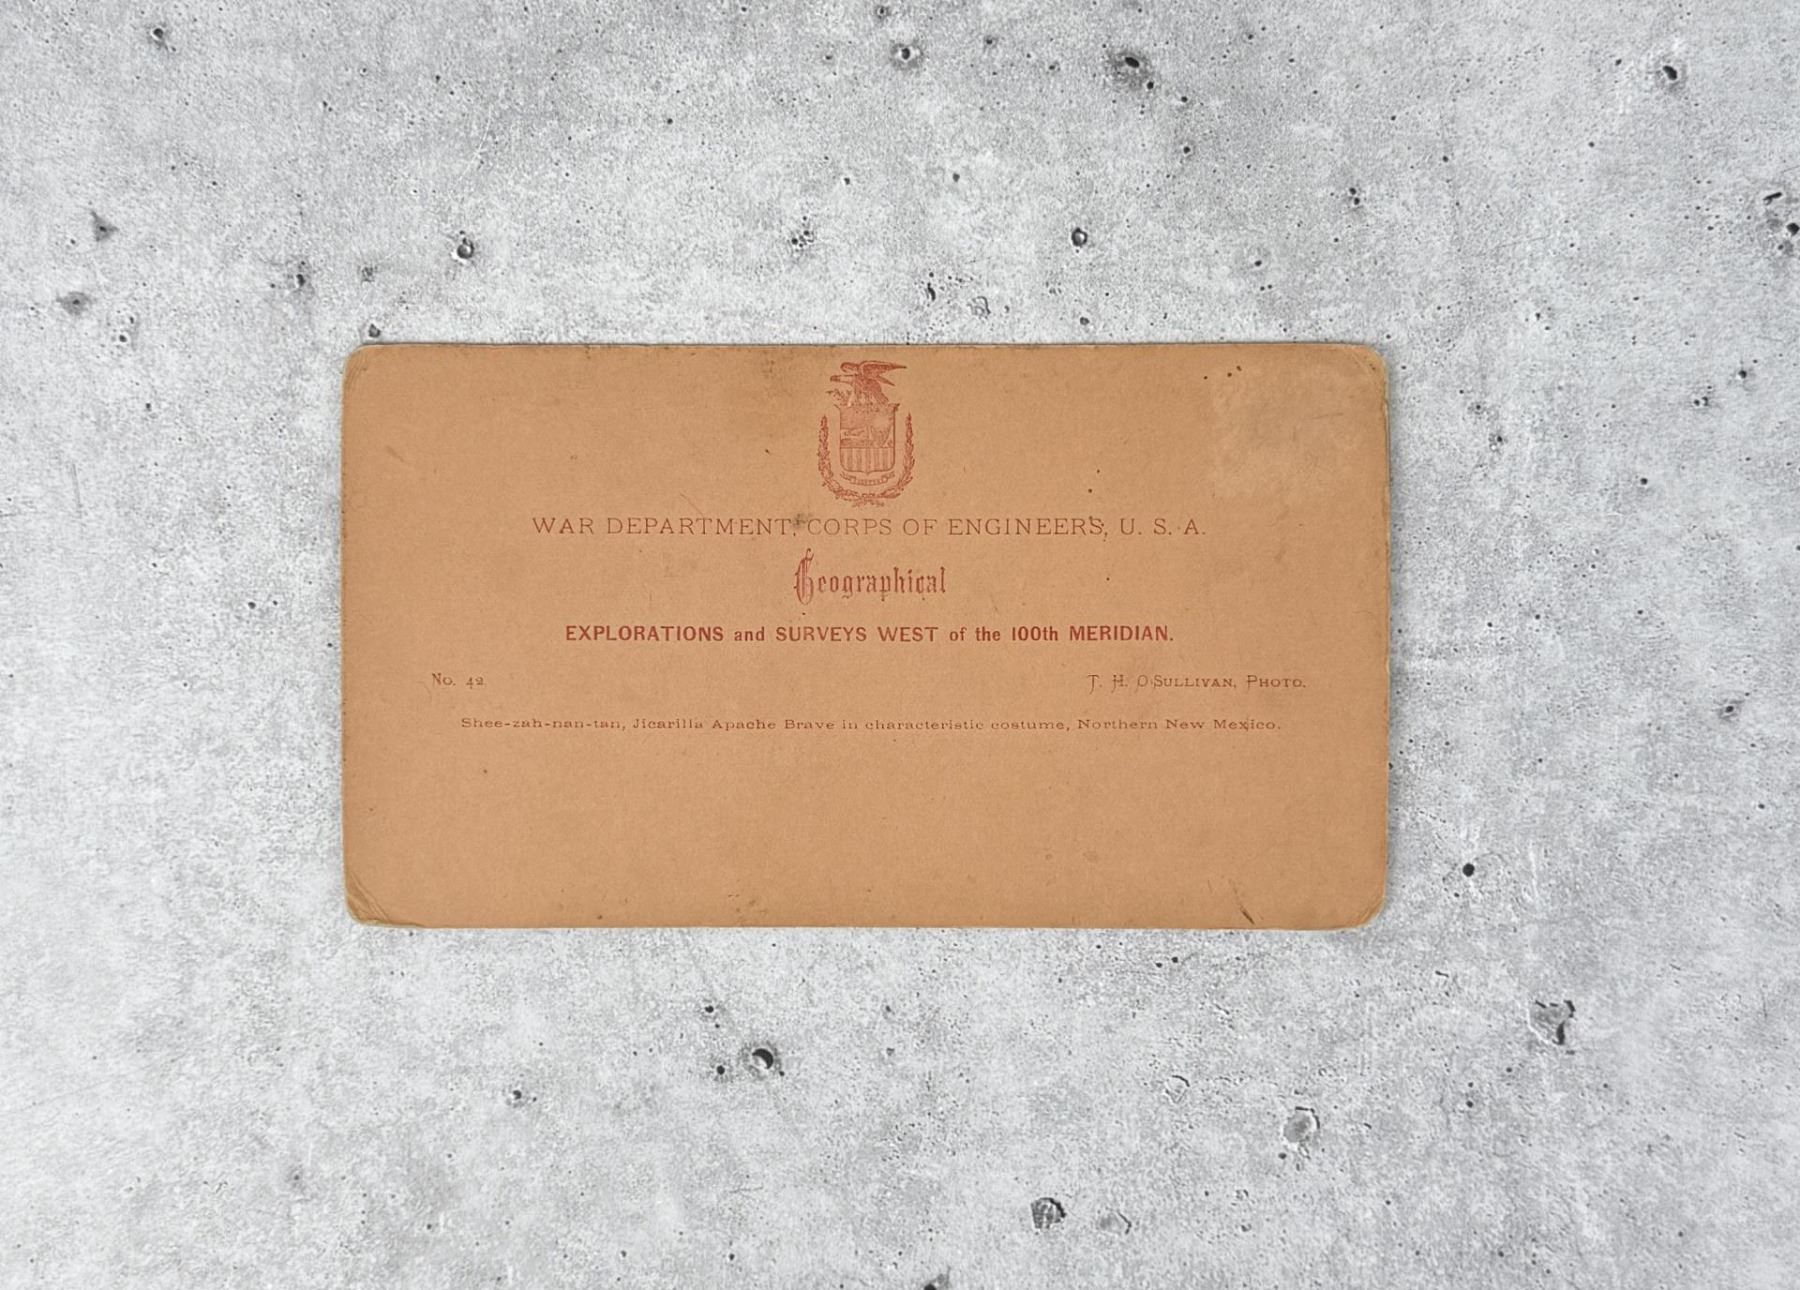 WAR DEPARTMENT, CORPS OF ENGINEERS, U. S. A.
Geographical
EXPLORATIONS and SURVEYS WEST of the 100th MERIDIAN.
No. 42. T. H. O'SULLIVAN, PHOTO.
Shee-zah-nan-tan, Jicarilla Apache Brave in characteristic costume, Northern New Mexico.